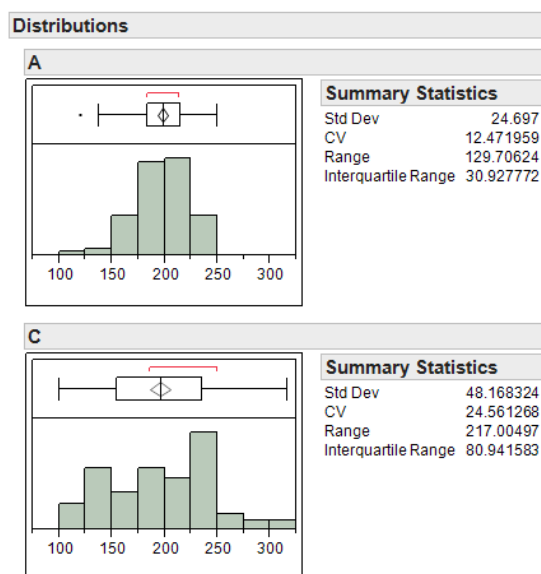 Distributions
A
Summary Statistics
Std Dev 24.697
CV 12.471959
Range 129.70624
Interquartile Range 30.927772
100 150 200 250 300
C
Summary Statistics
Std Dev 48.168324
CV 24.561268
Range 217.00497
Interquartile Range 80.941583
100 150 200 250 300